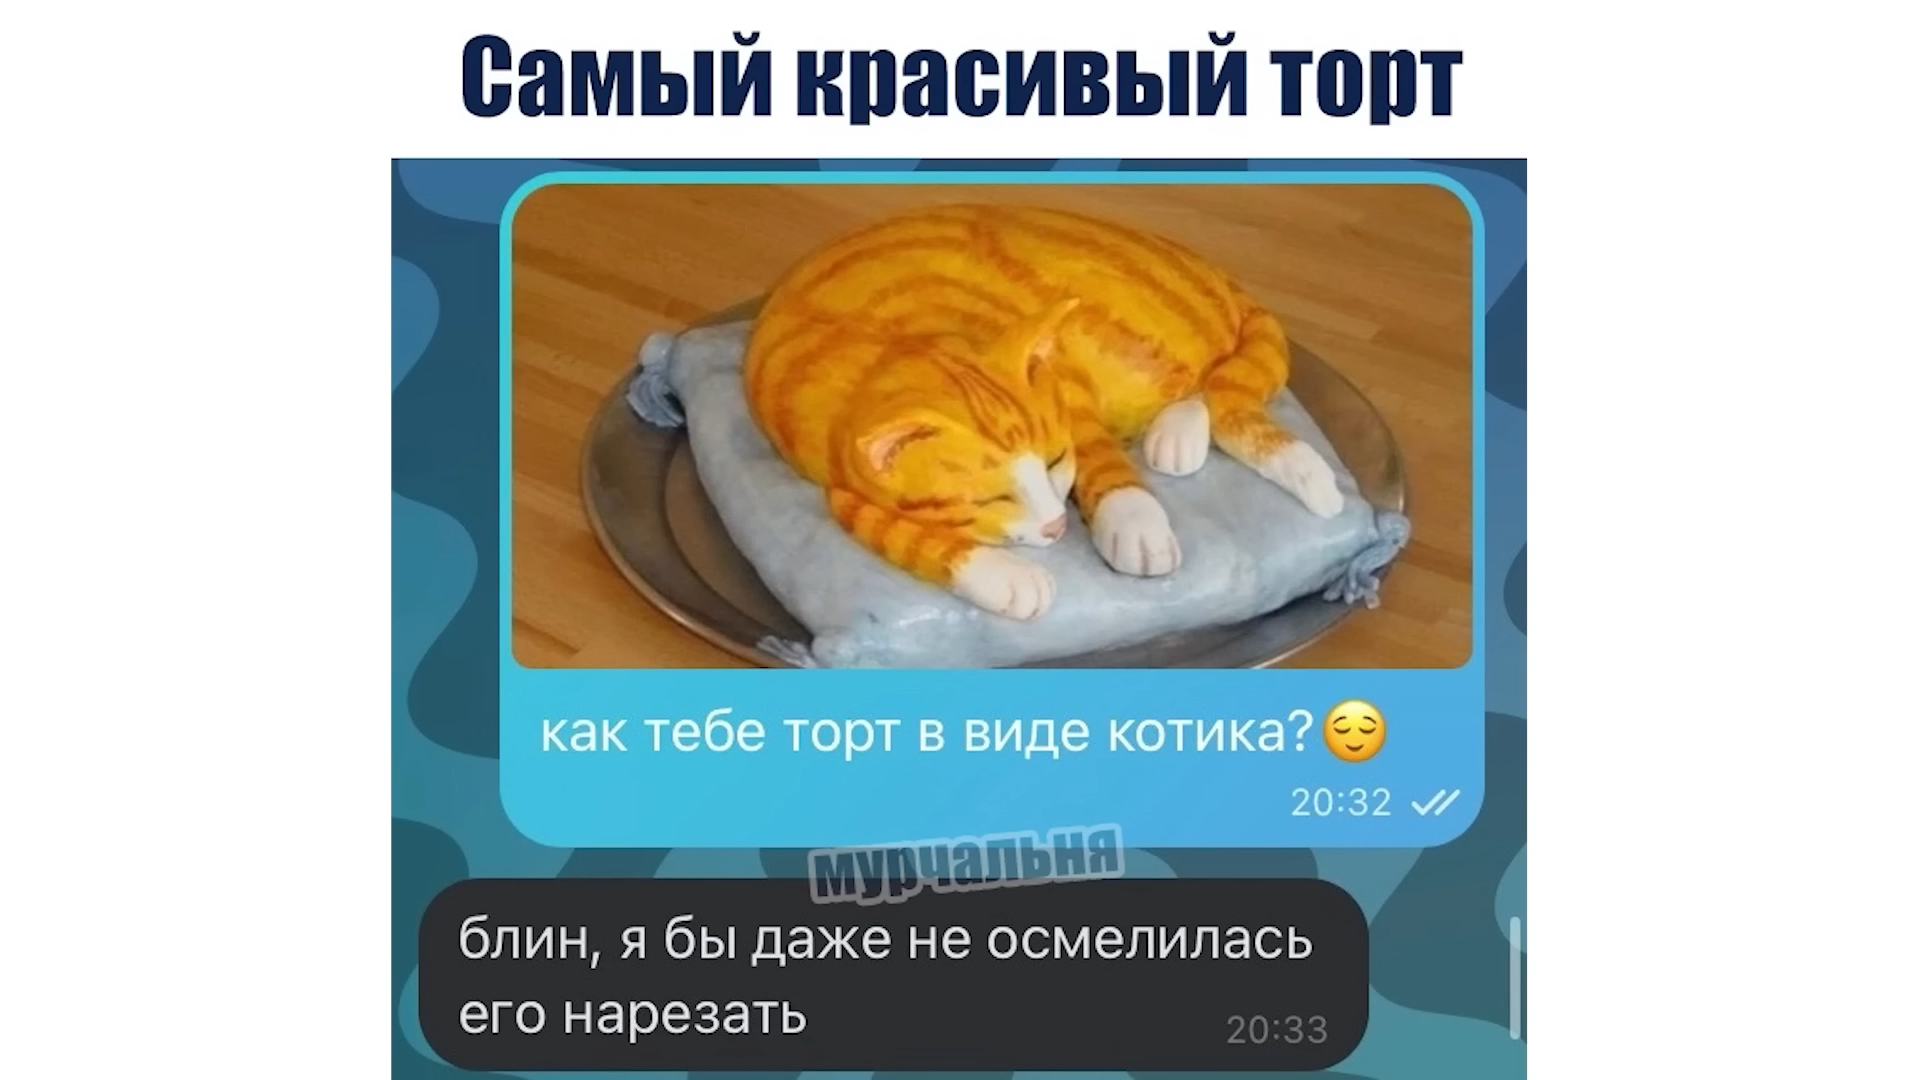 Самый красивый торт
как тебе торт в виде котика?😌
20:32
мурчальня
блин, я бы даже не осмелилась
его нарезать
20:33